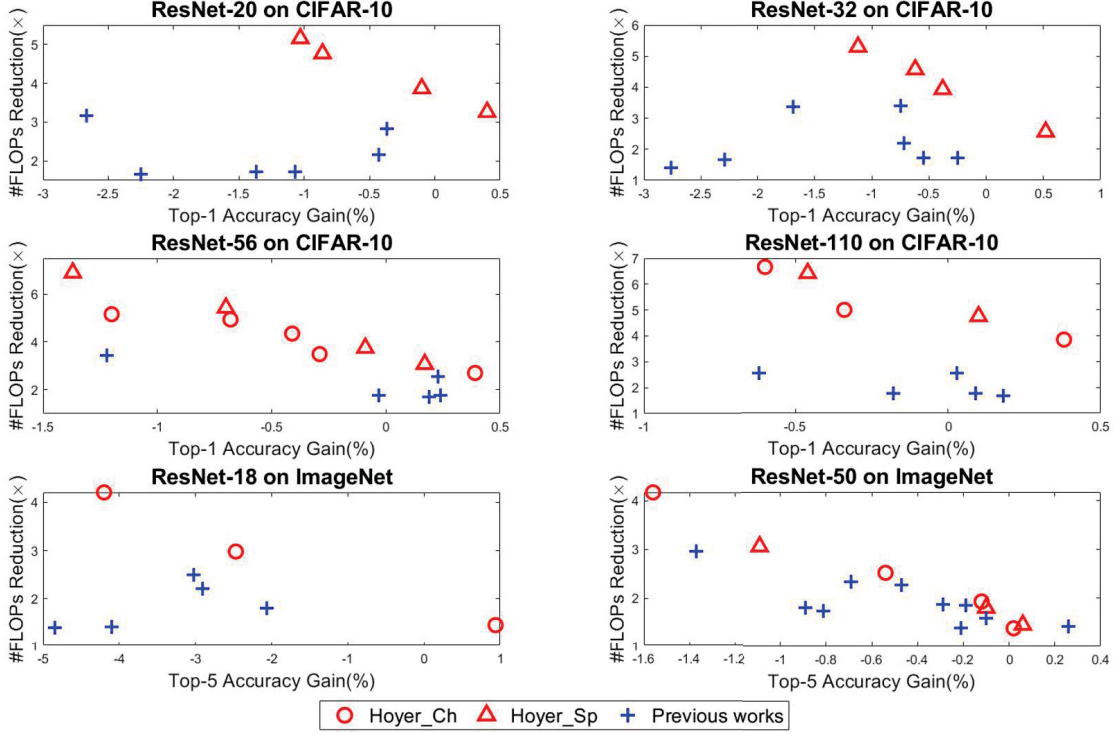 ResNet-20 on CIFAR-10
#FLOPs Reduction(×)
5
4
3
2
-3 -2.5 -2 -1.5 -1 -0.5 0 0.5
Top-1 Accuracy Gain(%)
ResNet-32 on CIFAR-10
#FLOPs Reduction(×)
6
5
4
3
2
1
-3 -2.5 -2 -1.5 -1 -0.5 0 0.5 1
Top-1 Accuracy Gain(%)
ResNet-56 on CIFAR-10
#FLOPs Reduction(×)
6
4
2
-1.5 -1 -0.5 0 0.5
Top-1 Accuracy Gain(%)
ResNet-110 on CIFAR-10
#FLOPs Reduction(×)
7
6
5
4
3
2
1
-1 -0.5 0 0.5
Top-1 Accuracy Gain(%)
ResNet-18 on ImageNet
#FLOPs Reduction(×)
4
3
2
1
-5 -4 -3 -2 -1 0 1
Top-5 Accuracy Gain(%)
ResNet-50 on ImageNet
#FLOPs Reduction(×)
4
3
2
1
-1.6 -1.4 -1.2 -1 -0.8 -0.6 -0.4 -0.2 0 0.2 0.4
Top-5 Accuracy Gain(%)
Hoyer_Ch Hoyer_Sp Previous works